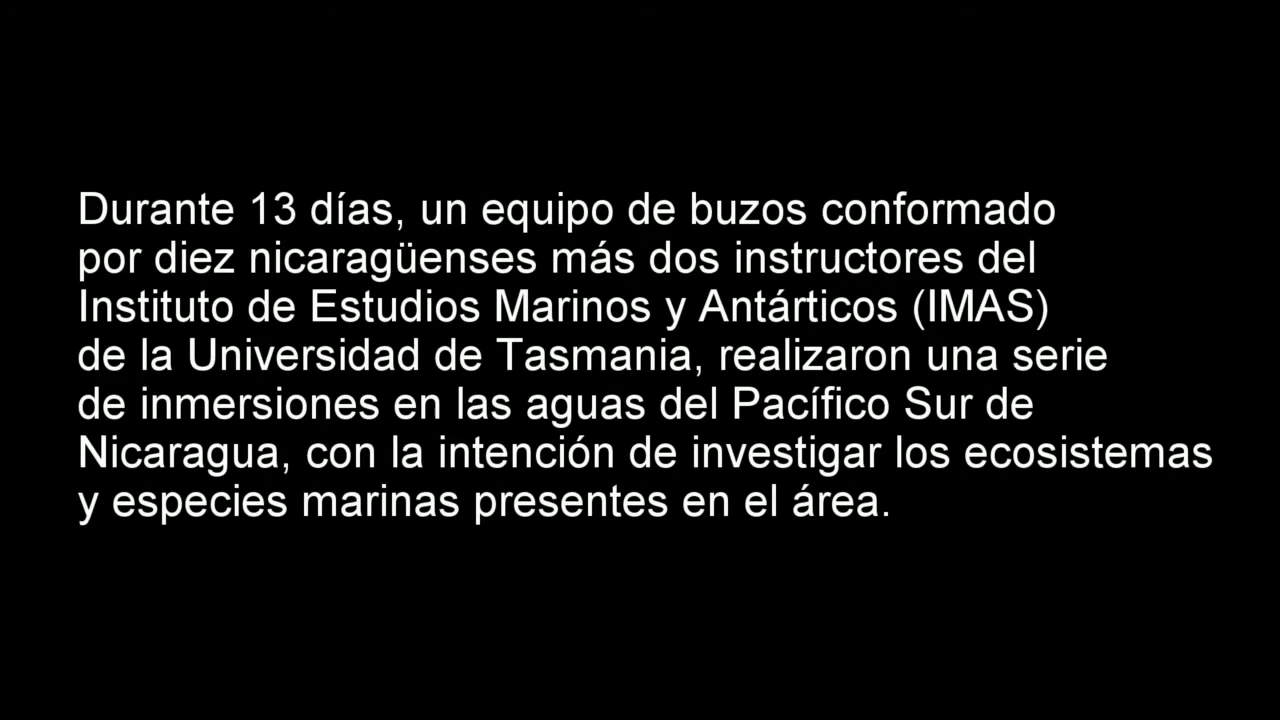 Durante 13 días, un equipo de buzos conformado
por diez nicaragüenses más dos instructores del
Instituto de Estudios Marinos y Antárticos (IMAS)
de la Universidad de Tasmania, realizaron una serie
de inmersiones en las aguas del Pacífico Sur de
Nicaragua, con la intención de investigar los ecosistemas
y especies marinas presentes en el área.